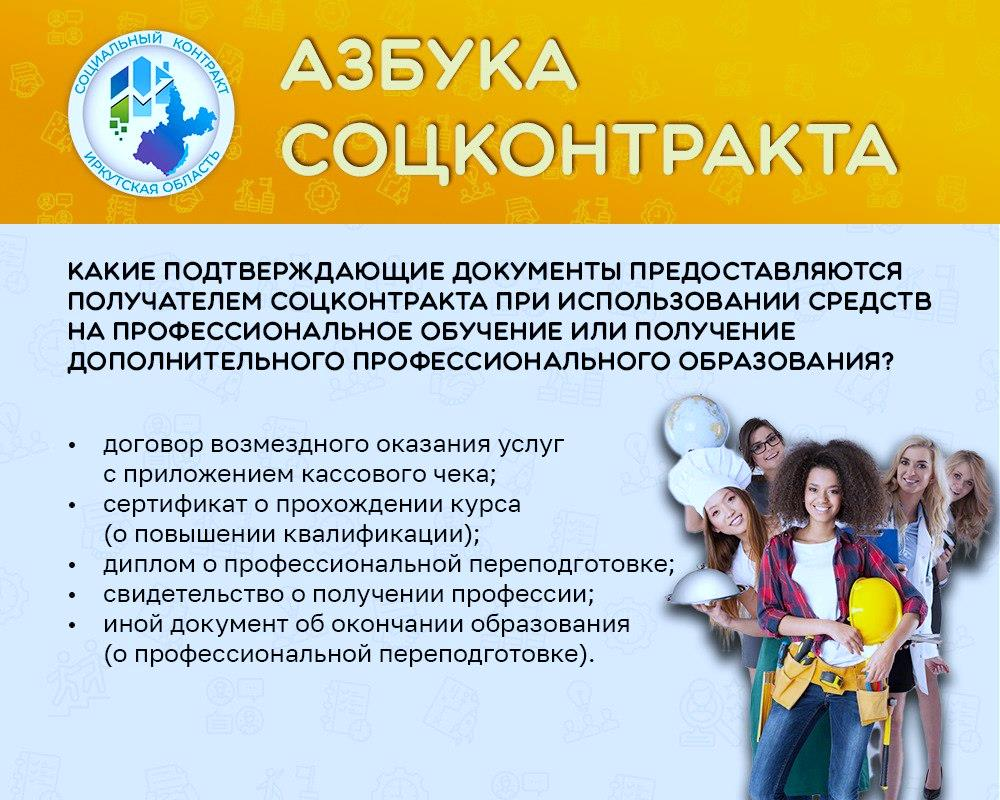 СОЦИАЛЬНЫЙ КОНТРАКТ
ИРКУТСКАЯ ОБЛАСТЬ
АЗБУКА
СОЦКОНТРАКТА
КАКИЕ ПОДТВЕРЖДАЮЩИЕ ДОКУМЕНТЫ ПРЕДОСТАВЛЯЮТСЯ
ПОЛУЧАТЕЛЕМ СОЦКОНТРАКТА ПРИ ИСПОЛЬЗОВАНИИ СРЕДСТВ
НА ПРОФЕССИОНАЛЬНОЕ ОБУЧЕНИЕ ИЛИ ПОЛУЧЕНИЕ
ДОПОЛНИТЕЛЬНОГО ПРОФЕССИОНАЛЬНОГО ОБРАЗОВАНИЯ?
• договор возмездного оказания услуг
с приложением кассового чека;
• сертификат о прохождении курса
(о повышении квалификации);
• диплом о профессиональной переподготовке;
• свидетельство о получении профессии;
• иной документ об окончании образования
(о профессиональной переподготовке).